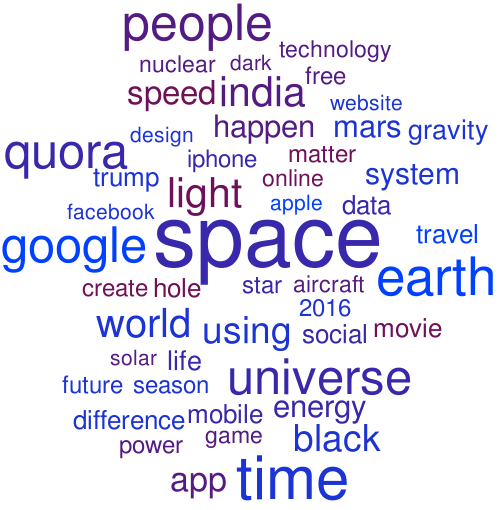 people
technology
nuclear dark
free
speed india
website
design happen mars gravity
quora
iphone matter
trump light online system
facebook apple data
space
google travel
earth
create hole star aircraft
2016
world using social movie
solar life
universe
future season
difference mobile energy
power game black
app time